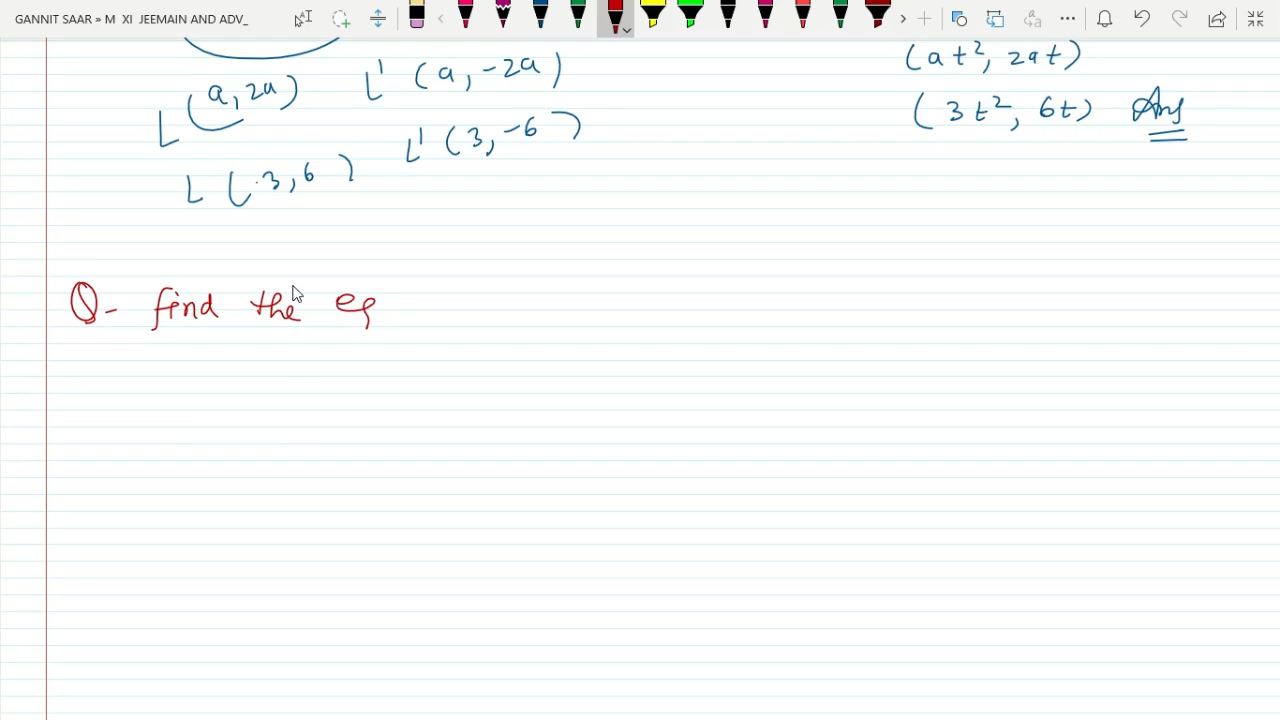 GANNIT SAAR » M XI JEEMAIN AND ADV_
L (a, 2a) L' (a, -2a) (at², 2at)
L (3, 6) L' (3, -6) (3t², 6t) Ans
Q- find the eq